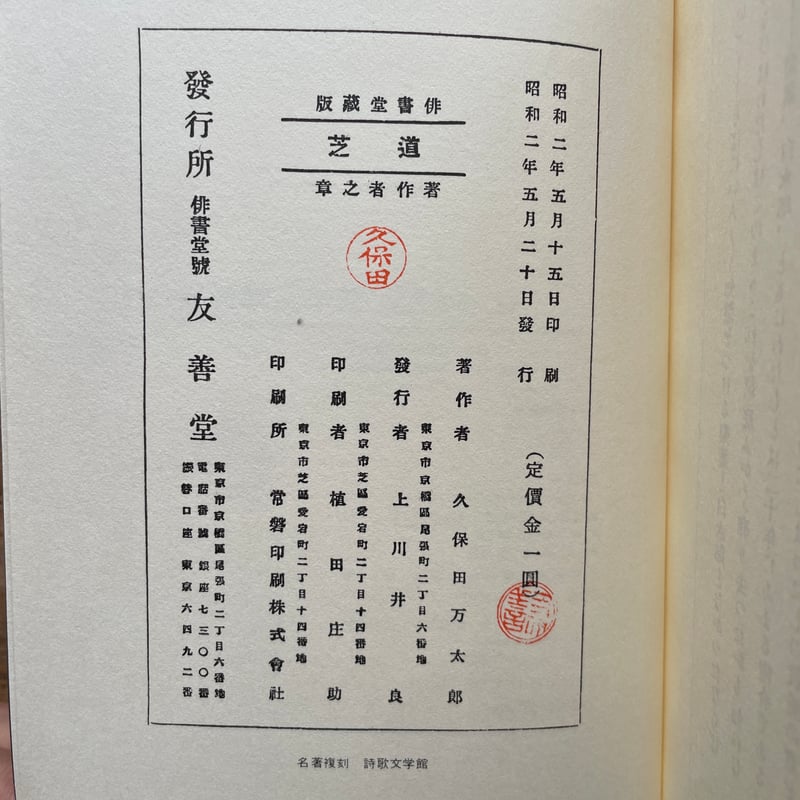 昭和二年五月十五日印刷
昭和二年五月二十日發行
(定價金一圓)
俳書堂藏版
道芝
著作者之章
久保田
著作者 久保田万太郎
東京市京橋區尾張町二丁目六番地
發行者 上川井良
東京市芝區愛宕町二丁目十四番地
印刷者 植田庄助
東京市芝區愛宕町二丁目十四番地
印刷所 常磐印刷株式會社
發行所 俳書堂號 友善堂
東京市京橋區尾張町二丁目六番地
電話番號 銀座七三〇〇番
振替口座 東京六四九二番
名著複刻 詩歌文学館